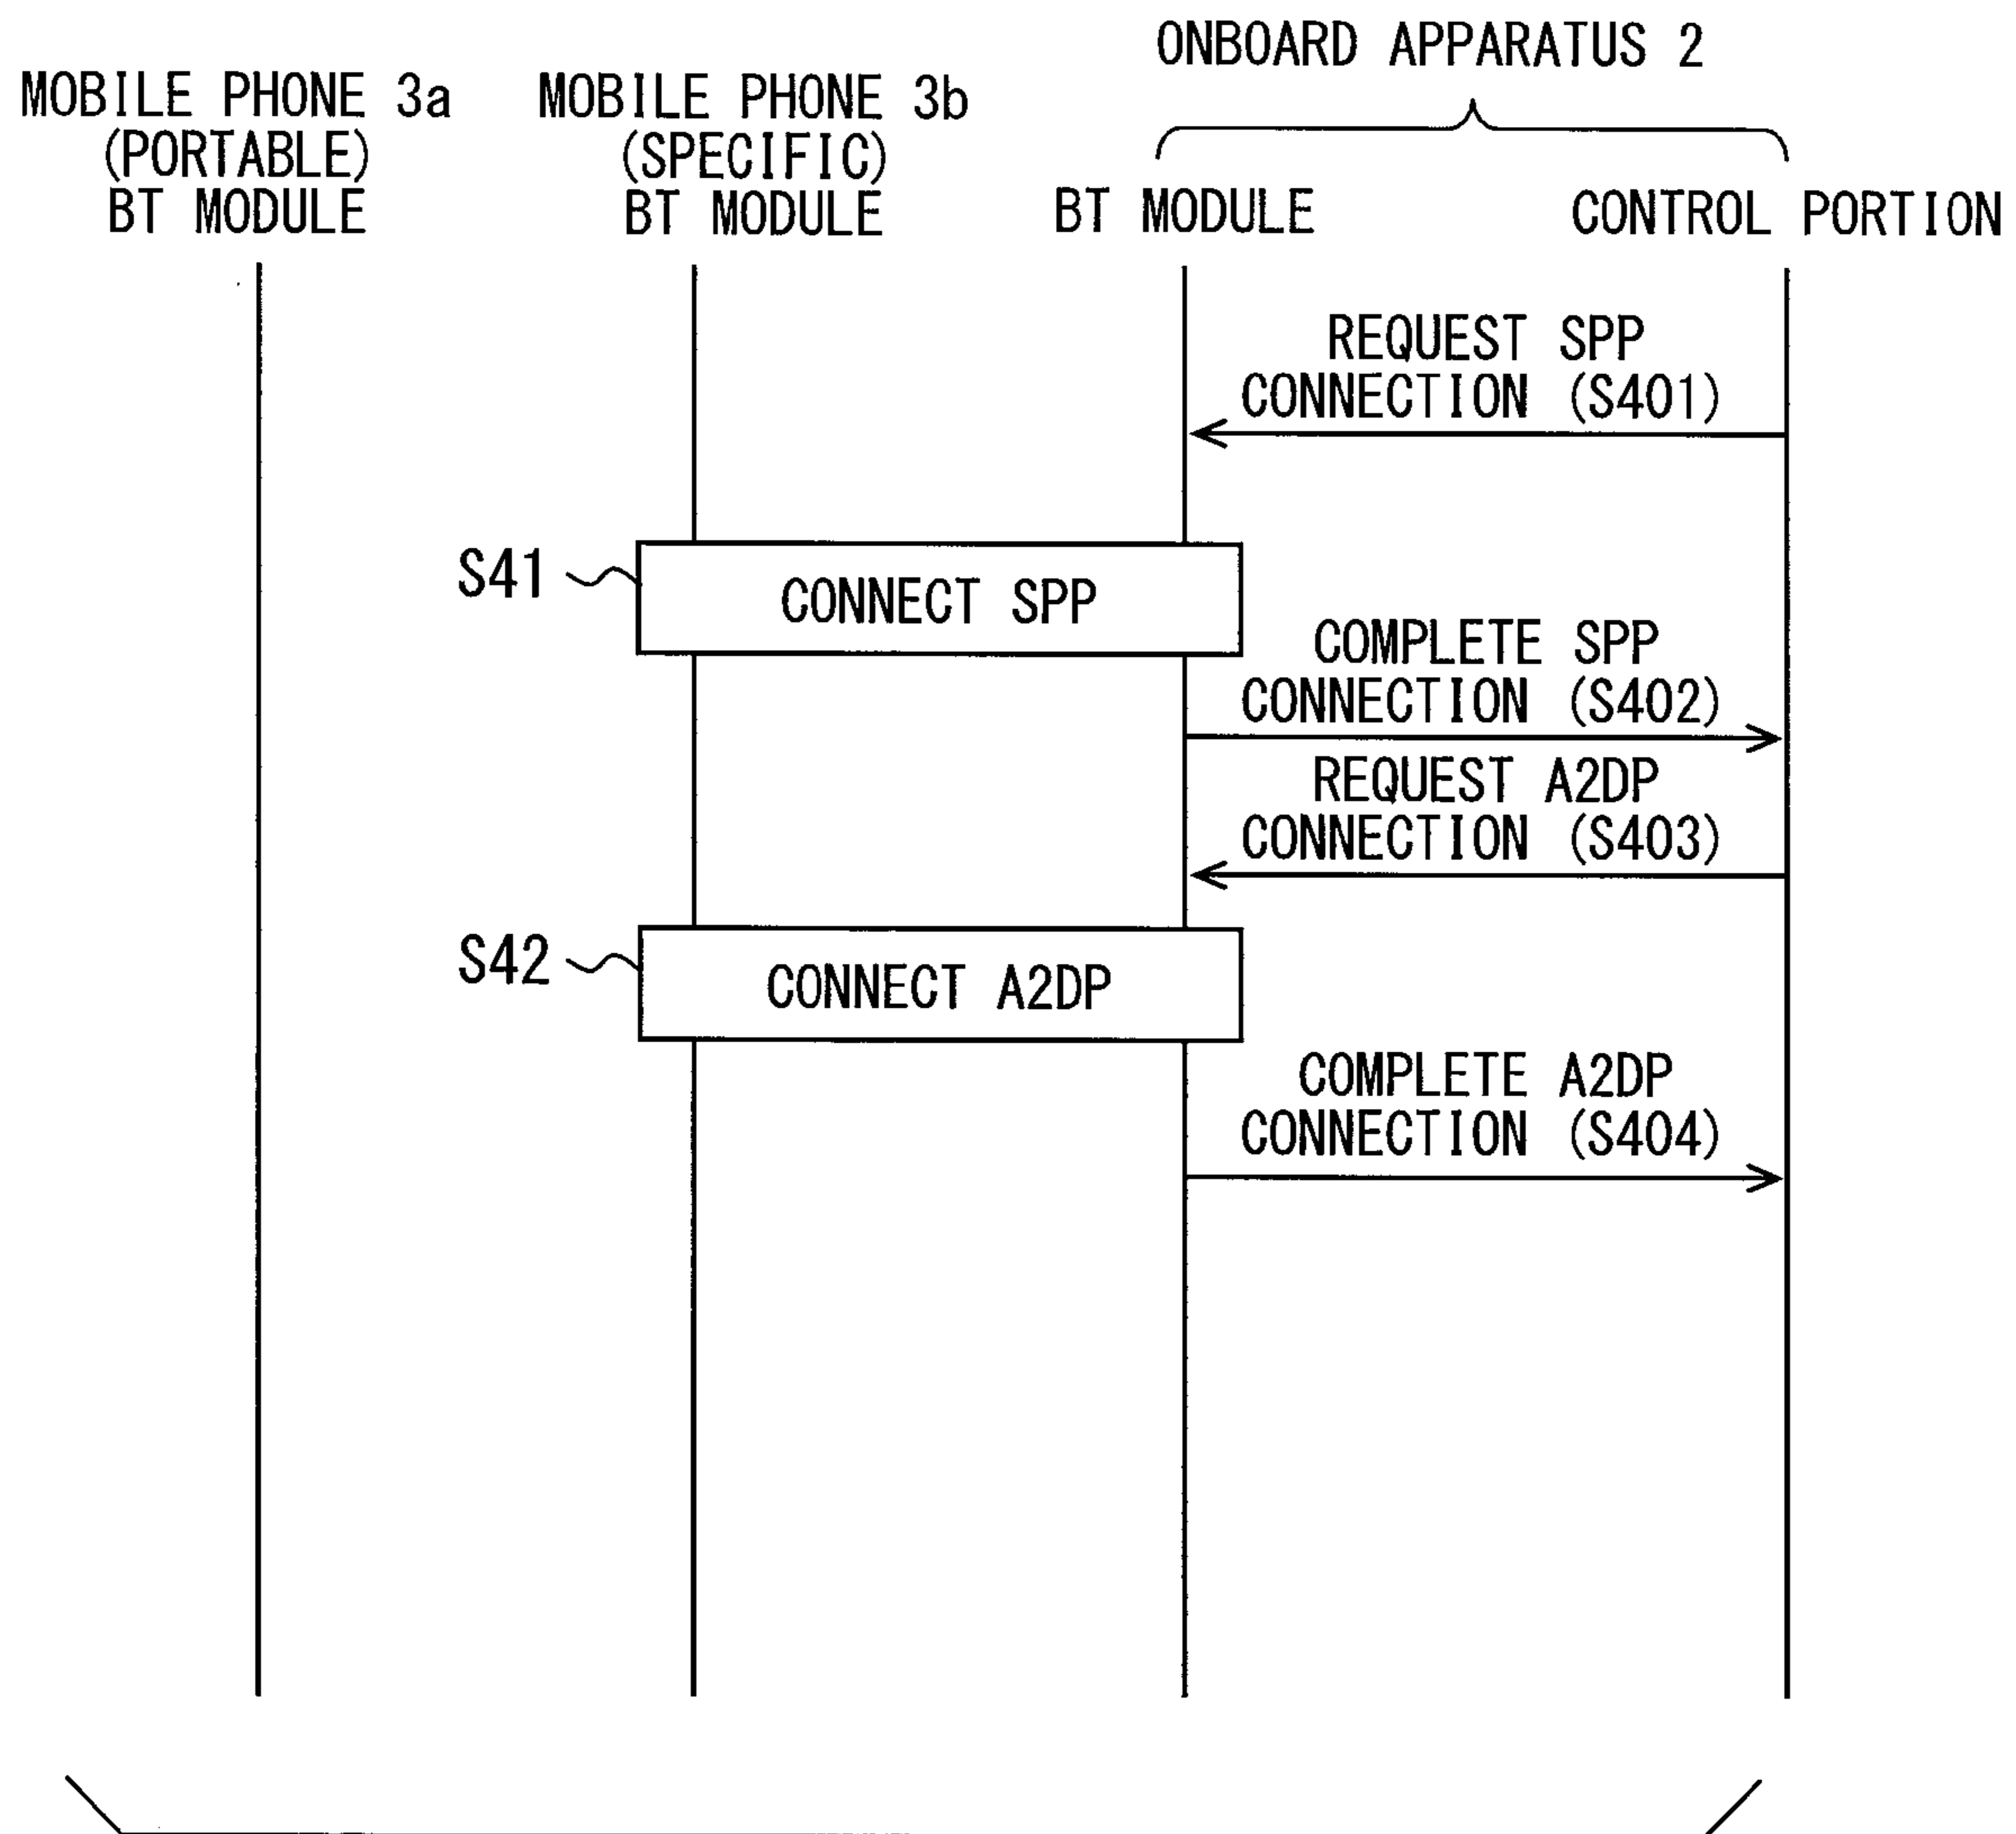 ONBOARD APPARATUS 2
MOBILE PHONE 3a
(PORTABLE)
BT MODULE
MOBILE PHONE 3b
(SPECIFIC)
BT MODULE
BT MODULE
CONTROL PORTION
REQUEST SPP
CONNECTION (S401)
S41
CONNECT SPP
COMPLETE SPP
CONNECTION (S402)
REQUEST A2DP
CONNECTION (S403)
S42
CONNECT A2DP
COMPLETE A2DP
CONNECTION (S404)